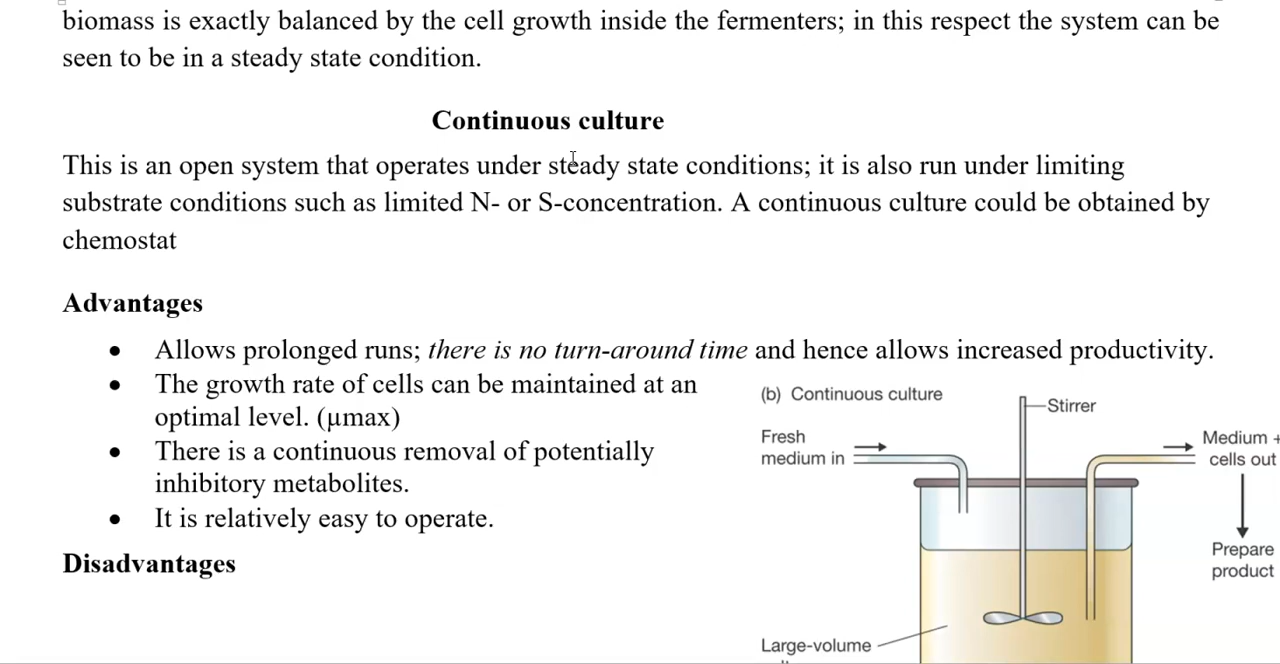 biomass is exactly balanced by the cell growth inside the fermenters; in this respect the system can be
seen to be in a steady state condition.
Continuous culture
This is an open system that operates under steady state conditions; it is also run under limiting
substrate conditions such as limited N- or S-concentration. A continuous culture could be obtained by
chemostat
Advantages
• Allows prolonged runs; there is no turn-around time and hence allows increased productivity.
• The growth rate of cells can be maintained at an
optimal level. (µmax)
• There is a continuous removal of potentially
inhibitory metabolites.
• It is relatively easy to operate.
Disadvantages
(b) Continuous culture
Stirrer
Fresh
medium in
Medium +
cells out
Prepare
product
Large-volume